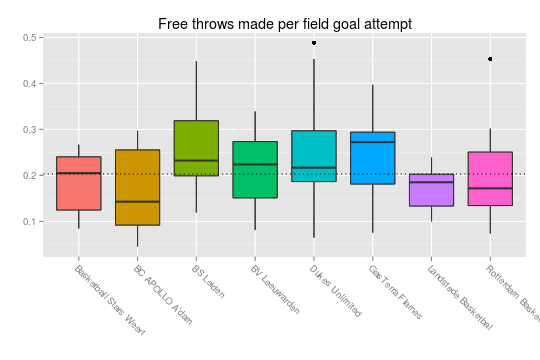 Free throws made per field goal attempt
0.5
0.4
0.3
0.2
0.1
Basketball Stars Weert
BC APOLLO A'dam
BS Leiden
BV Leeuwarden
Dukes Unlimited
GasTerra Flames
Landstede Basketbal
Rotterdam Basket